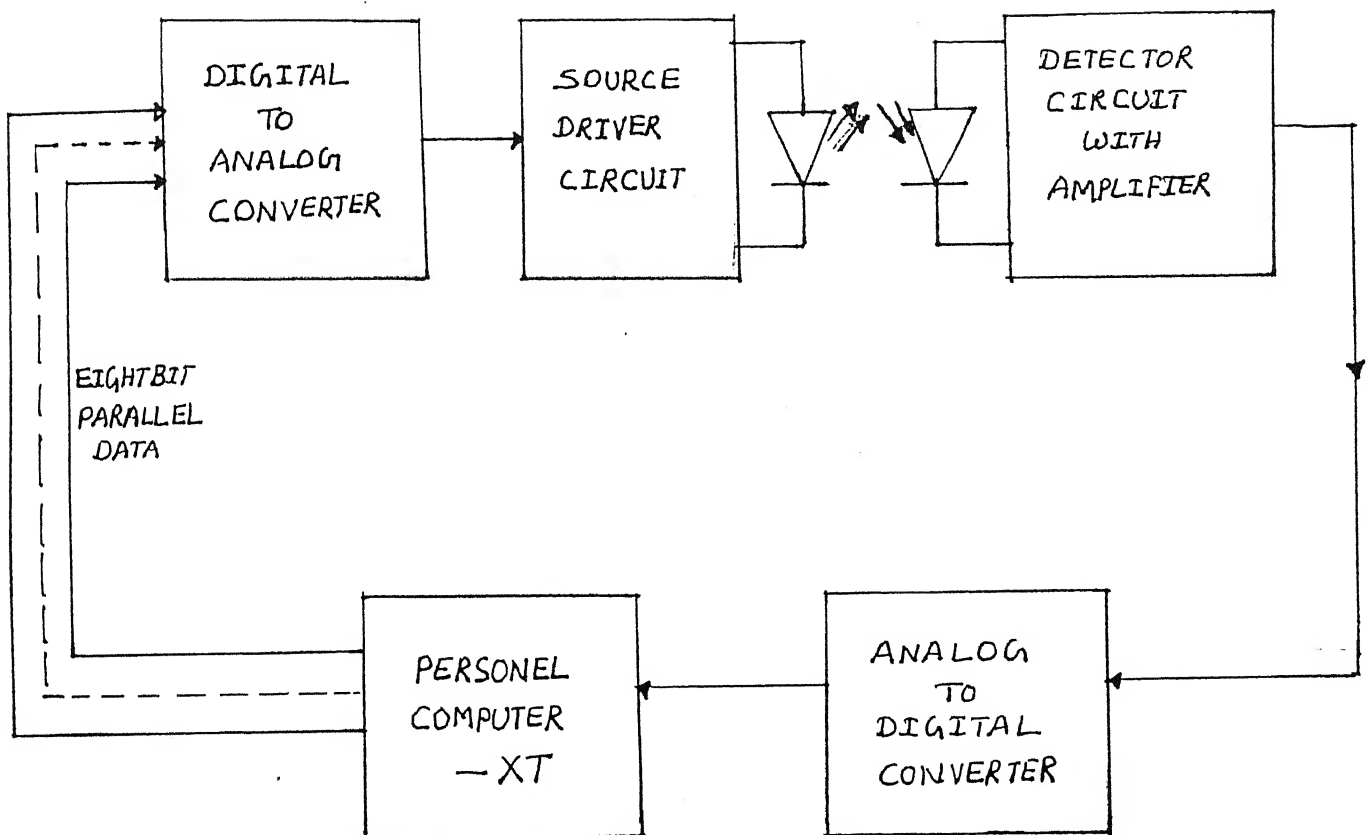 DIGITAL
TO
ANALOG
CONVERTER
SOURCE
DRIVER
CIRCUIT
DETECTOR
CIRCUIT
WITH
AMPLIFIER
EIGHTBIT
PARALLEL
DATA
PERSONEL
COMPUTER
—XT
ANALOG
TO
DIGITAL
CONVERTER